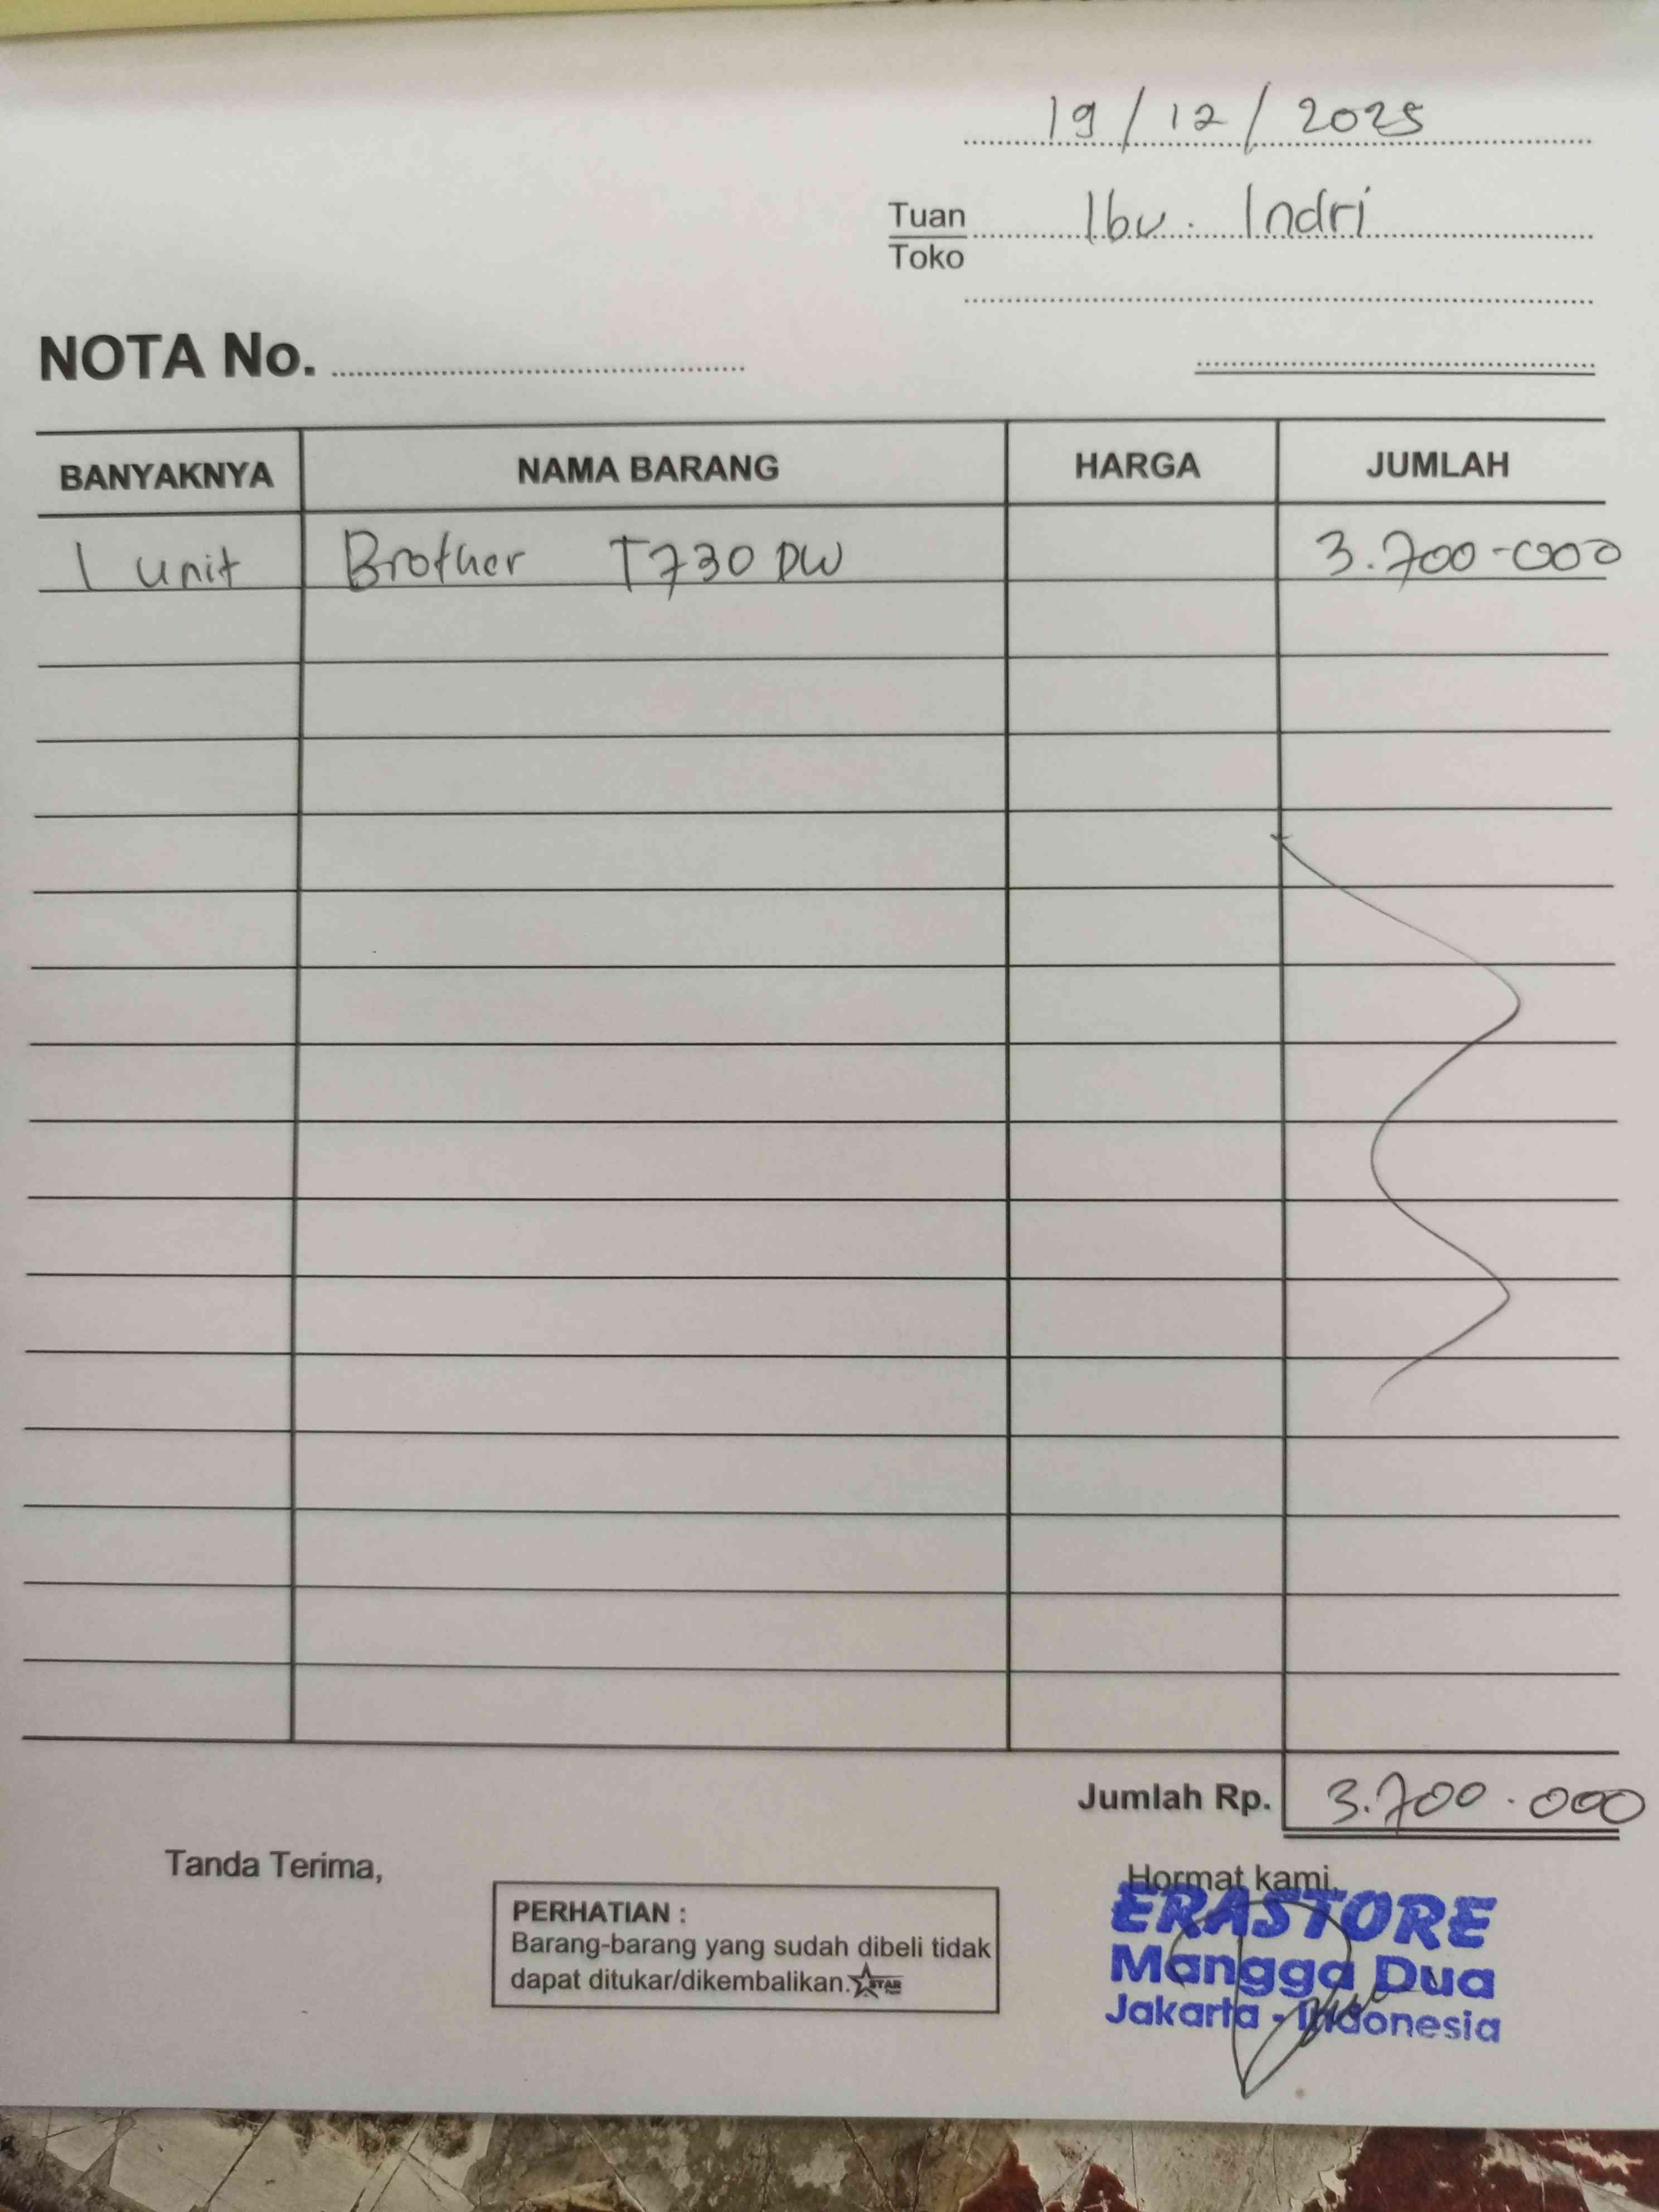 19/12/2025
Tuan Ibu. Indri
Toko
NOTA No.
BANYAKNYA NAMA BARANG HARGA JUMLAH
1 unit Brother T730 DW 3.700-000
Jumlah Rp. 3.700.000
Tanda Terima,
PERHATIAN :
Barang-barang yang sudah dibeli tidak
dapat ditukar/dikembalikan. STAR
Hormat kami,
ERASTORE
Mangga Dua
Jakarta - Indonesia